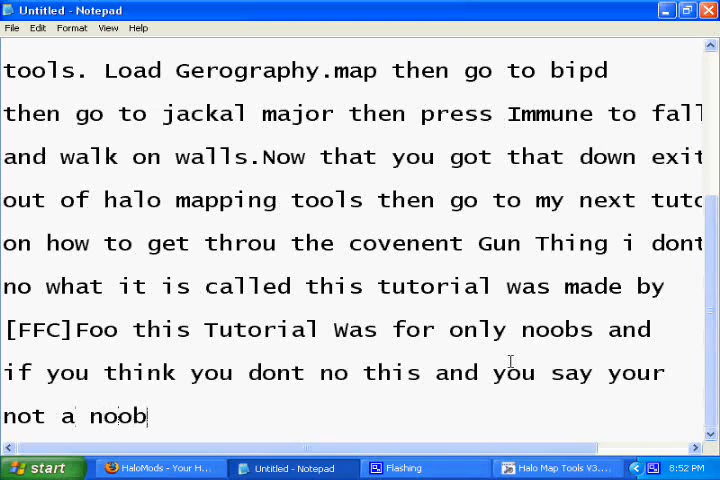 Untitled - Notepad
File Edit Format View Help
tools. Load Gerography.map then go to bipd
then go to jackal major then press Immune to fall
and walk on walls.Now that you got that down exit
out of halo mapping tools then go to my next tuto
on how to get throu the covenent Gun Thing i dont
no what it is called this tutorial was made by
[FFC]Foo this Tutorial Was for only noobs and
if you think you dont no this and you say your
not a noob
start HaloMods - Your H... Untitled - Notepad Flashing Halo Map Tools V3.... 8:52 PM